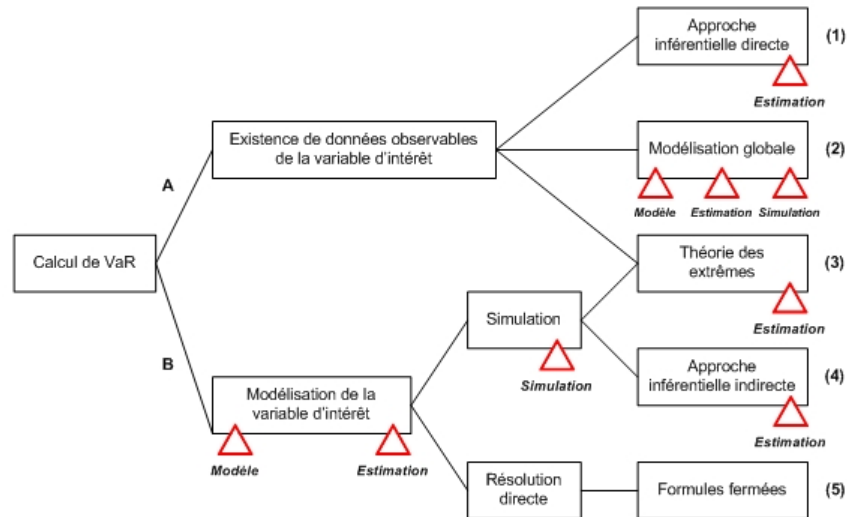 Approche
inférentielle directe
(1)
Estimation
Existence de données observables
de la variable d'intérêt
Modélisation globale
(2)
A
Modèle
Estimation
Simulation
Calcul de VaR
Théorie des
extrêmes
(3)
Simulation
Estimation
B
Simulation
Approche
inférentielle indirecte
(4)
Modélisation de la
variable d'intérêt
Estimation
Modèle
Estimation
Résolution
directe
Formules fermées
(5)